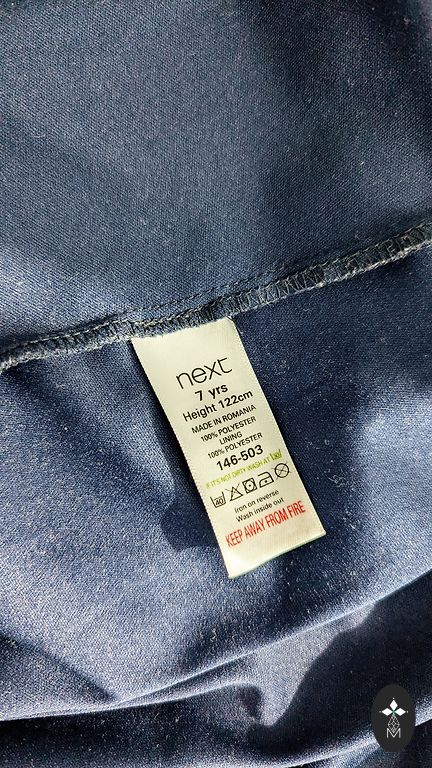 next
7 yrs
Height 122cm
MADE IN ROMANIA
100% POLYESTER
LINING
100% POLYESTER
146-503
IF IT'S NOT DIRTY WASH AT 30
40
Iron on reverse
Wash inside out
KEEP AWAY FROM FIRE
M